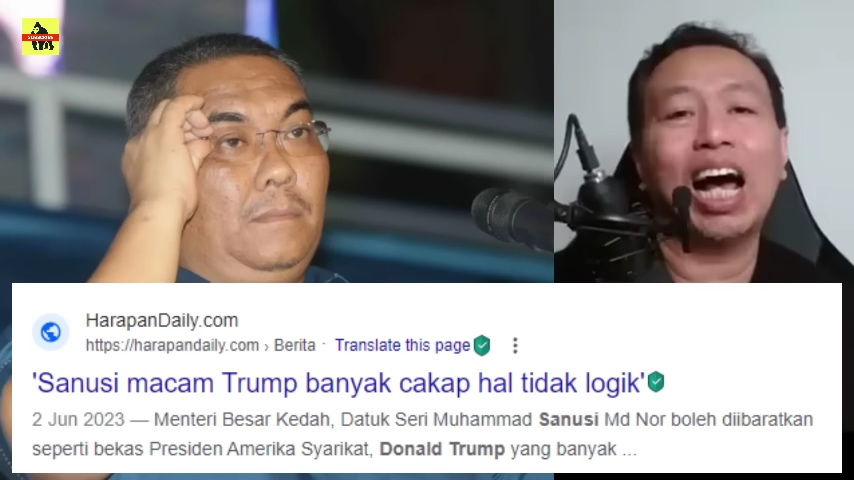 HarapanDaily.com
https://harapandaily.com › Berita · Translate this page
'Sanusi macam Trump banyak cakap hal tidak logik'
2 Jun 2023 — Menteri Besar Kedah, Datuk Seri Muhammad Sanusi Md Nor boleh diibaratkan
seperti bekas Presiden Amerika Syarikat, Donald Trump yang banyak ...